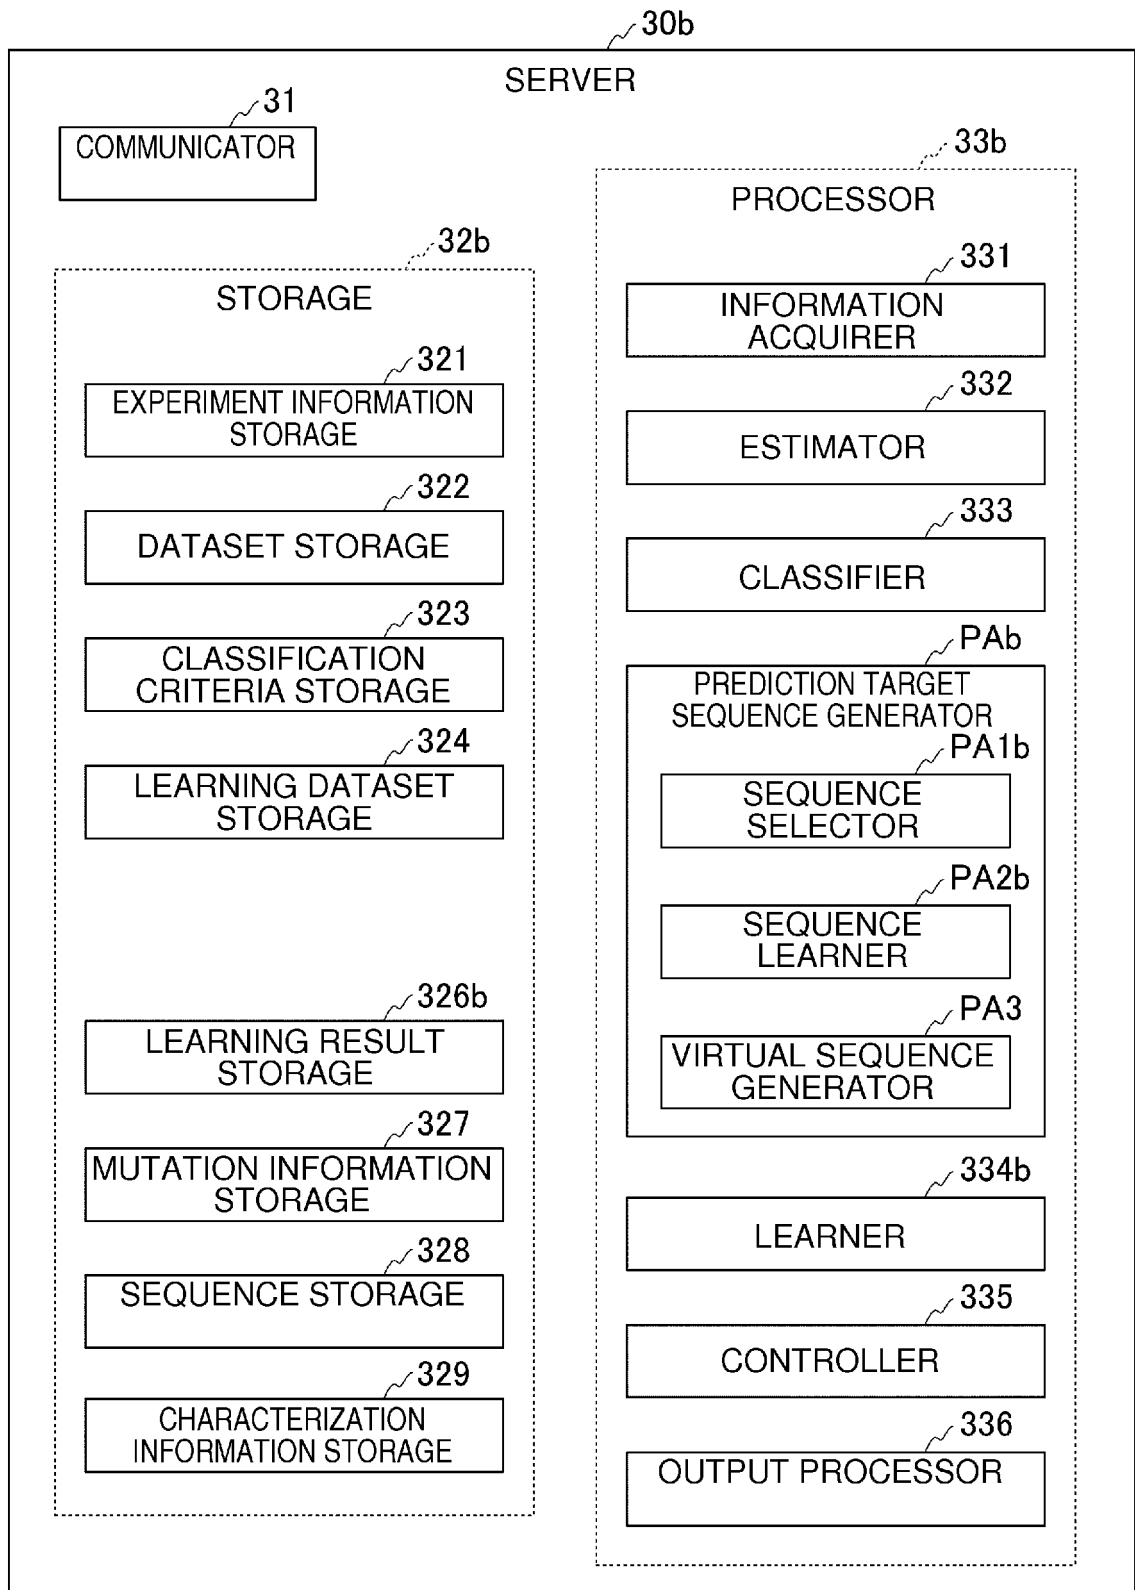 30b
SERVER
31
COMMUNICATOR
32b
STORAGE
321
EXPERIMENT INFORMATION
STORAGE
322
DATASET STORAGE
323
CLASSIFICATION
CRITERIA STORAGE
324
LEARNING DATASET
STORAGE
326b
LEARNING RESULT
STORAGE
327
MUTATION INFORMATION
STORAGE
328
SEQUENCE STORAGE
329
CHARACTERIZATION
INFORMATION STORAGE
33b
PROCESSOR
331
INFORMATION
ACQUIRER
332
ESTIMATOR
333
CLASSIFIER
PAb
PREDICTION TARGET
SEQUENCE GENERATOR
PA1b
SEQUENCE
SELECTOR
PA2b
SEQUENCE
LEARNER
PA3
VIRTUAL SEQUENCE
GENERATOR
334b
LEARNER
335
CONTROLLER
336
OUTPUT PROCESSOR